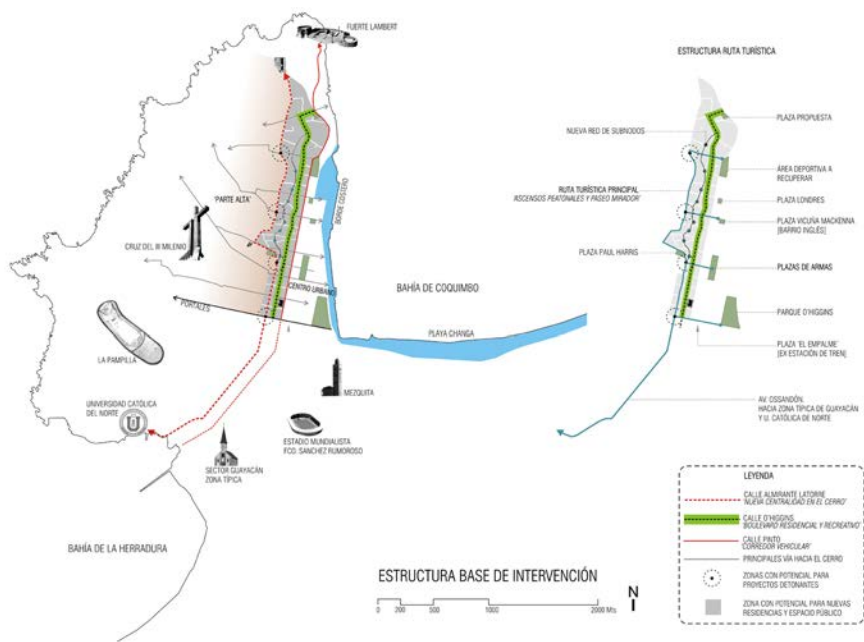 FUERTE LAMBERT
'PARTE ALTA'
CRUZ DEL III MILENIO
LA PAMPILLA
PORTALES
CENTRO URBANO
BORDE COSTERO
BAHÍA DE COQUIMBO
PLAYA CHANGA
UNIVERSIDAD CATÓLICA
DEL NORTE
MEZQUITA
ESTADIO MUNDIALISTA
FCO. SANCHEZ RUMOROSO
SECTOR GUAYACÁN
ZONA TÍPICA
BAHÍA DE LA HERRADURA
ESTRUCTURA RUTA TURÍSTICA
NUEVA RED DE SUBNODOS
RUTA TURÍSTICA PRINCIPAL
'ASCENSOS PEATONALES Y PASEO MIRADOR'
PLAZA PAUL HARRIS
PLAZA PROPUESTA
ÁREA DEPORTIVA A
RECUPERAR
PLAZA LONDRES
PLAZA VICUÑA MACKENNA
[BARRIO INGLÉS]
PLAZAS DE ARMAS
PARQUE O'HIGGINS
PLAZA 'EL EMPALME'
[EX ESTACIÓN DE TREN]
AV. OSSANDÓN.
HACIA ZONA TÍPICA DE GUAYACÁN
Y U. CATÓLICA DE NORTE
ESTRUCTURA BASE DE INTERVENCIÓN
0 200 500 1000 2000 Mts.
N
LEYENDA
CALLE ALMIRANTE LATORRE
'NUEVA CENTRALIDAD EN EL CERRO'
CALLE O'HIGGINS
'BOULEVARD RESIDENCIAL Y RECREATIVO'
CALLE PINTO
'CORREDOR VEHICULAR'
PRINCIPALES VÍA HACIA EL CERRO
ZONAS CON POTENCIAL PARA
PROYECTOS DETONANTES
ZONA CON POTENCIAL PARA NUEVAS
RESIDENCIAS Y ESPACIO PÚBLICO